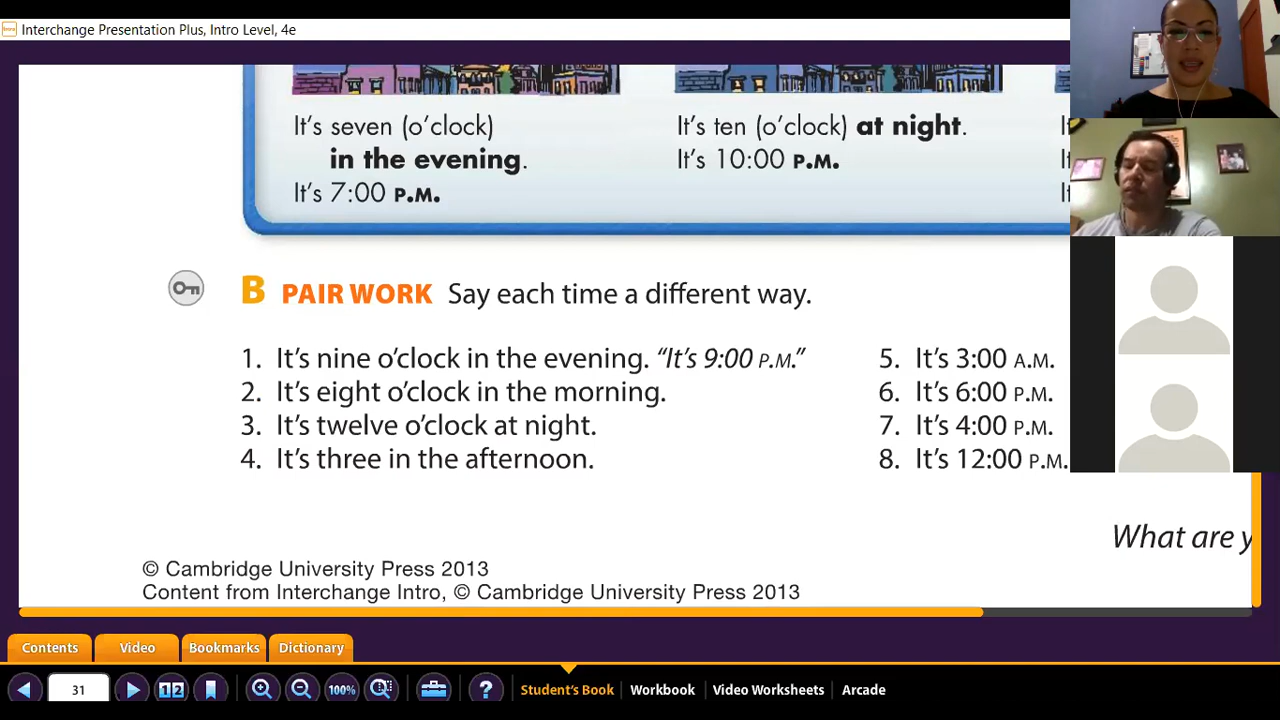 Interchange Presentation Plus, Intro Level, 4e
It's seven (o'clock)
in the evening.
It's 7:00 P.M.
It's ten (o'clock) at night.
It's 10:00 P.M.
B PAIR WORK Say each time a different way.
1. It's nine o'clock in the evening. "It's 9:00 P.M."
2. It's eight o'clock in the morning.
3. It's twelve o'clock at night.
4. It's three in the afternoon.
5. It's 3:00 A.M.
6. It's 6:00 P.M.
7. It's 4:00 P.M.
8. It's 12:00 P.M.
What are y
© Cambridge University Press 2013
Content from Interchange Intro, © Cambridge University Press 2013
Contents Video Bookmarks Dictionary
31 12 100% ? Student's Book Workbook Video Worksheets Arcade